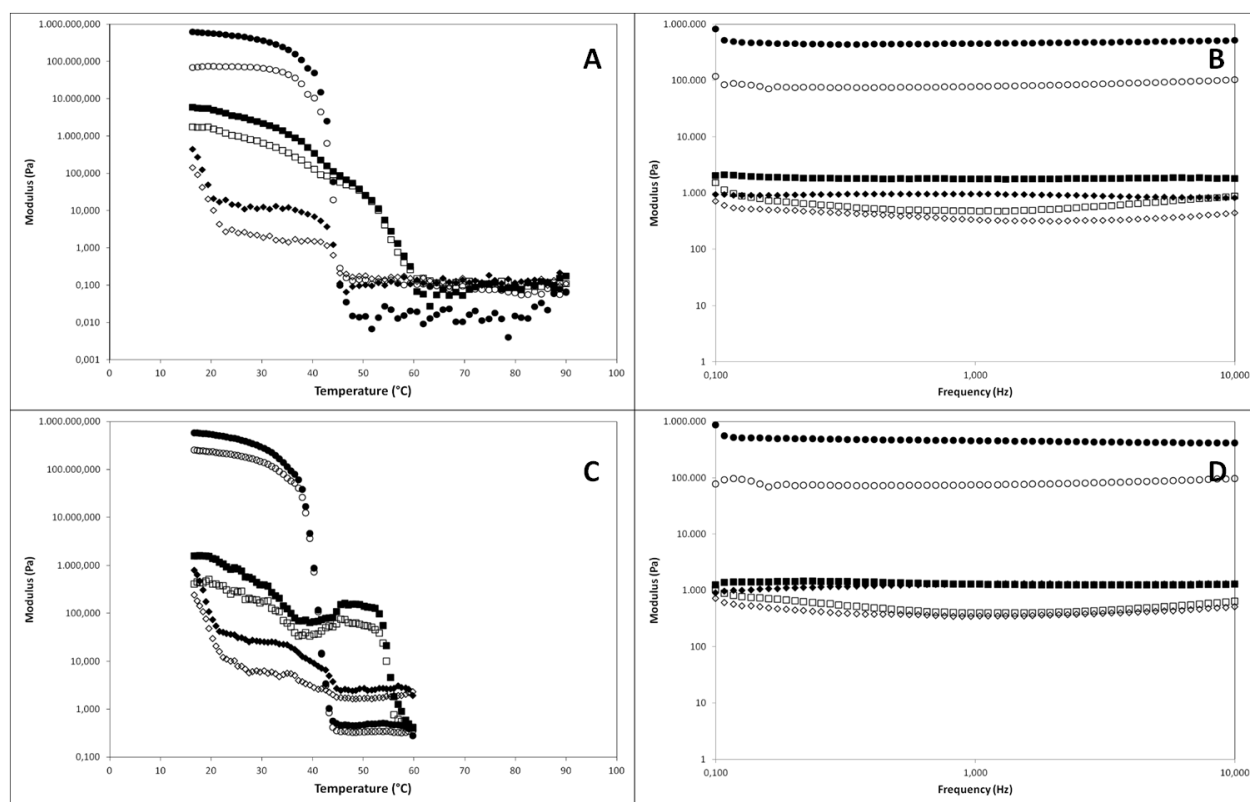 A
Modulus (Pa)
1.000.000,000
100.000,000
10.000,000
1.000,000
100,000
10,000
1,000
0,100
0,010
0,001
0 10 20 30 40 50 60 70 80 90 100
Temperature (°C)
B
Modulus (Pa)
1.000.000
100.000
10.000
1.000
100
10
1
0,100 1,000 10,000
Frequency (Hz)
C
Modulus (Pa)
1.000.000,000
100.000,000
10.000,000
1.000,000
100,000
10,000
1,000
0,100
0 10 20 30 40 50 60 70 80 90 100
Temperature (°C)
D
Modulus (Pa)
1.000.000
100.000
10.000
1.000
100
10
1
0,100 1,000 10,000
Frequency (Hz)